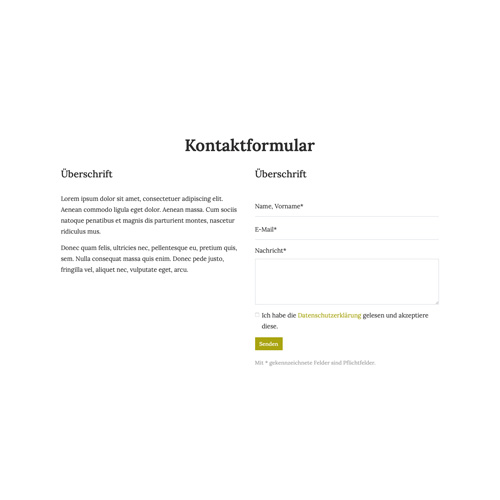 Kontaktformular
Überschrift
Lorem ipsum dolor sit amet, consectetuer adipiscing elit.
Aenean commodo ligula eget dolor. Aenean massa. Cum sociis
natoque penatibus et magnis dis parturient montes, nascetur
ridiculus mus.
Donec quam felis, ultricies nec, pellentesque eu, pretium quis,
sem. Nulla consequat massa quis enim. Donec pede justo,
fringilla vel, aliquet nec, vulputate eget, arcu.
Überschrift
Name, Vorname*
E-Mail*
Nachricht*
Ich habe die Datenschutzerklärung gelesen und akzeptiere
diese.
Senden
Mit * gekennzeichnete Felder sind Pflichtfelder.